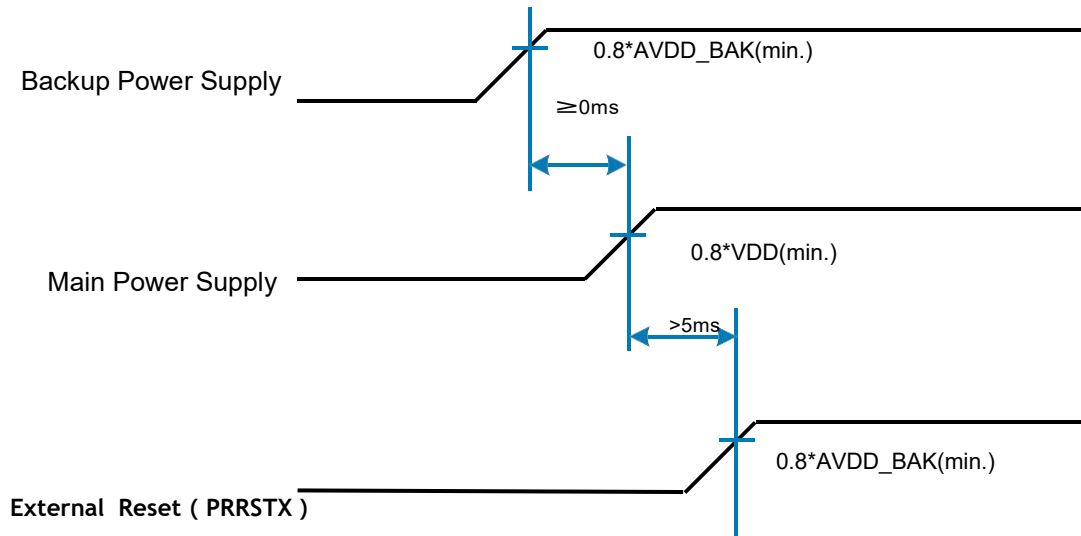 0.8*AVDD_BAK(min.)
Backup Power Supply
≧0ms
0.8*VDD(min.)
Main Power Supply
>5ms
0.8*AVDD_BAK(min.)
External Reset ( PRRSTX )